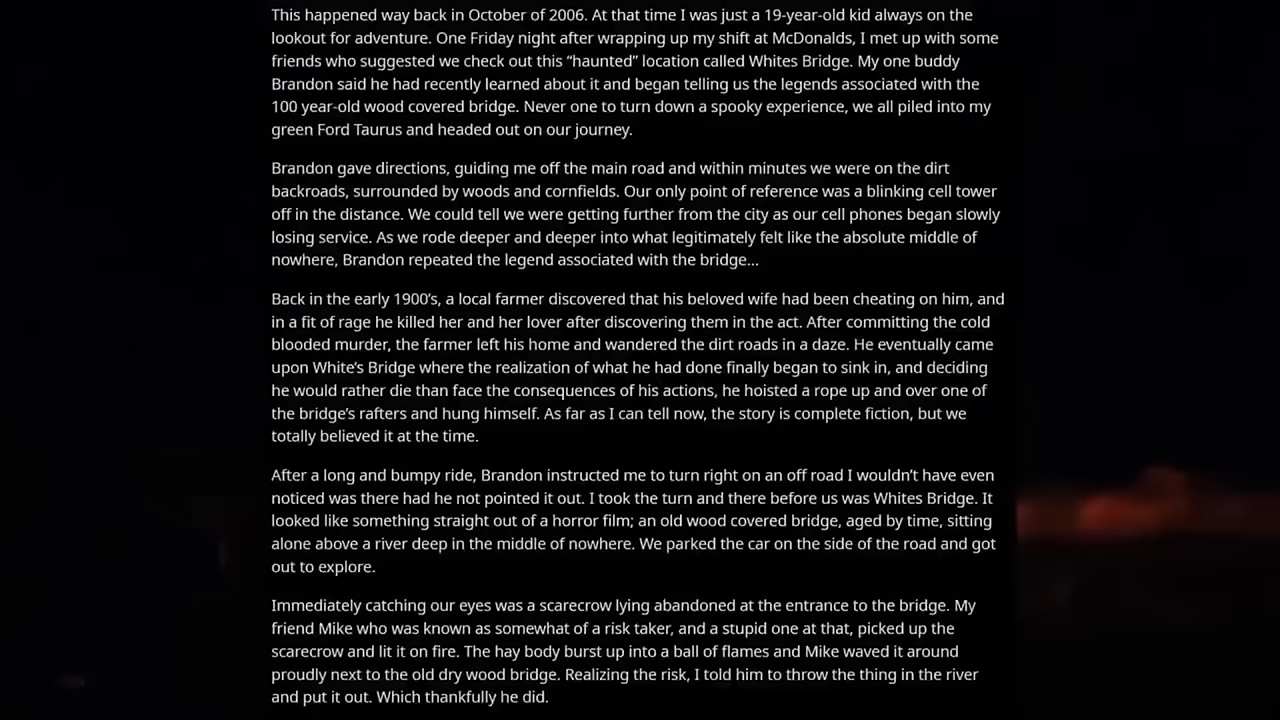 This happened way back in October of 2006. At that time I was just a 19-year-old kid always on the
lookout for adventure. One Friday night after wrapping up my shift at McDonalds, I met up with some
friends who suggested we check out this “haunted” location called Whites Bridge. My one buddy
Brandon said he had recently learned about it and began telling us the legends associated with the
100 year-old wood covered bridge. Never one to turn down a spooky experience, we all piled into my
green Ford Taurus and headed out on our journey.
Brandon gave directions, guiding me off the main road and within minutes we were on the dirt
backroads, surrounded by woods and cornfields. Our only point of reference was a blinking cell tower
off in the distance. We could tell we were getting further from the city as our cell phones began slowly
losing service. As we rode deeper and deeper into what legitimately felt like the absolute middle of
nowhere, Brandon repeated the legend associated with the bridge...
Back in the early 1900’s, a local farmer discovered that his beloved wife had been cheating on him, and
in a fit of rage he killed her and her lover after discovering them in the act. After committing the cold
blooded murder, the farmer left his home and wandered the dirt roads in a daze. He eventually came
upon White’s Bridge where the realization of what he had done finally began to sink in, and deciding
he would rather die than face the consequences of his actions, he hoisted a rope up and over one of
the bridge’s rafters and hung himself. As far as I can tell now, the story is complete fiction, but we
totally believed it at the time.
After a long and bumpy ride, Brandon instructed me to turn right on an off road I wouldn’t have even
noticed was there had he not pointed it out. I took the turn and there before us was Whites Bridge. It
looked like something straight out of a horror film; an old wood covered bridge, aged by time, sitting
alone above a river deep in the middle of nowhere. We parked the car on the side of the road and got
out to explore.
Immediately catching our eyes was a scarecrow lying abandoned at the entrance to the bridge. My
friend Mike who was known as somewhat of a risk taker, and a stupid one at that, picked up the
scarecrow and lit it on fire. The hay body burst up into a ball of flames and Mike waved it around
proudly next to the old dry wood bridge. Realizing the risk, I told him to throw the thing in the river
and put it out. Which thankfully he did.